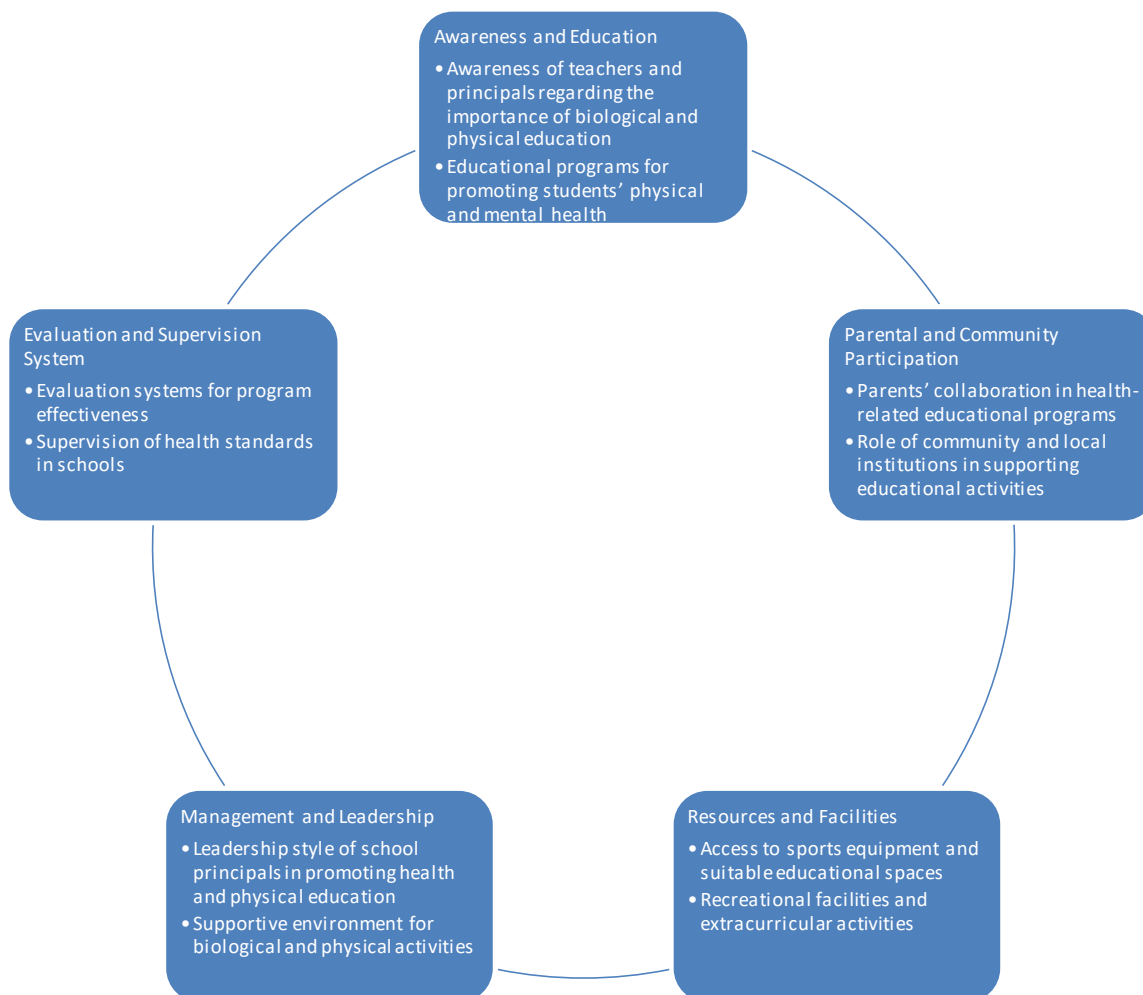 Awareness and Education
• Awareness of teachers and
principals regarding the
importance of biological and
physical education
• Educational programs for
promoting students’ physical
and mental health
Parental and Community
Participation
• Parents’ collaboration in health-
related educational programs
• Role of community and local
institutions in supporting
educational activities
Resources and Facilities
• Access to sports equipment and
suitable educational spaces
• Recreational facilities and
extracurricular activities
Management and Leadership
• Leadership style of school
principals in promoting health
and physical education
• Supportive environment for
biological and physical activities
Evaluation and Supervision
System
• Evaluation systems for program
effectiveness
• Supervision of health standards
in schools